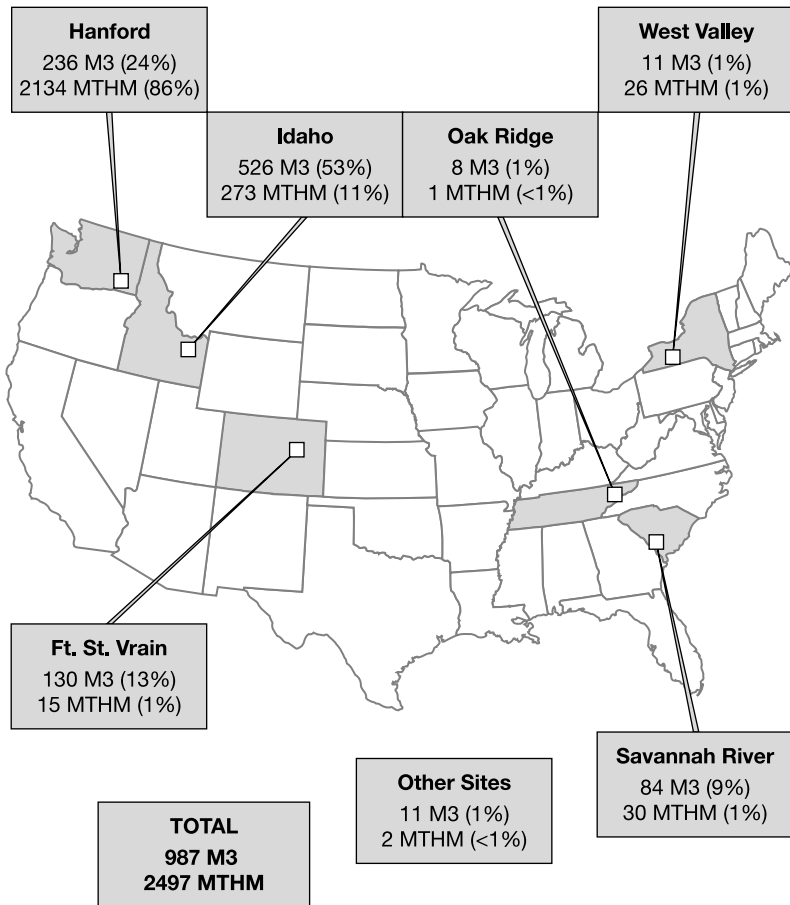 Hanford
236 M3 (24%)
2134 MTHM (86%)
West Valley
11 M3 (1%)
26 MTHM (1%)
Idaho
526 M3 (53%)
273 MTHM (11%)
Oak Ridge
8 M3 (1%)
1 MTHM (<1%)
Ft. St. Vrain
130 M3 (13%)
15 MTHM (1%)
Savannah River
84 M3 (9%)
30 MTHM (1%)
Other Sites
11 M3 (1%)
2 MTHM (<1%)
TOTAL
987 M3
2497 MTHM